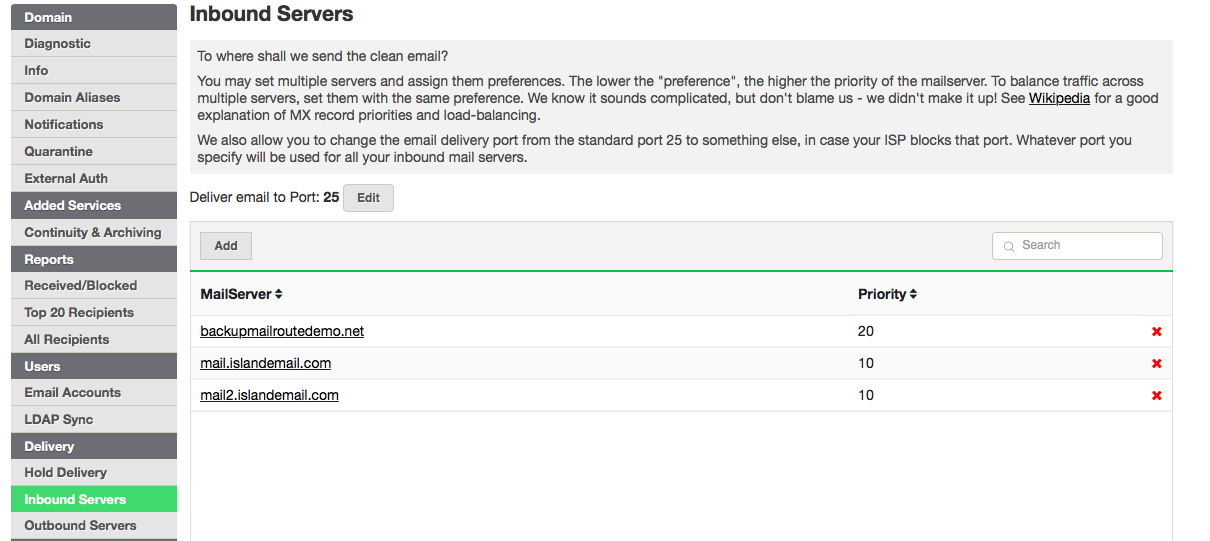 Domain
Diagnostic
Info
Domain Aliases
Notifications
Quarantine
External Auth
Added Services
Continuity & Archiving
Reports
Received/Blocked
Top 20 Recipients
All Recipients
Users
Email Accounts
LDAP Sync
Delivery
Hold Delivery
Inbound Servers
Outbound Servers
Inbound Servers
To where shall we send the clean email?
You may set multiple servers and assign them preferences. The lower the "preference", the higher the priority of the mailserver. To balance traffic across
multiple servers, set them with the same preference. We know it sounds complicated, but don't blame us - we didn't make it up! See Wikipedia for a good
explanation of MX record priorities and load-balancing.
We also allow you to change the email delivery port from the standard port 25 to something else, in case your ISP blocks that port. Whatever port you
specify will be used for all your inbound mail servers.
Deliver email to Port: 25 Edit
Add Search
MailServer Priority
backupmailroutedemo.net 20
mail.islandemail.com 10
mail2.islandemail.com 10